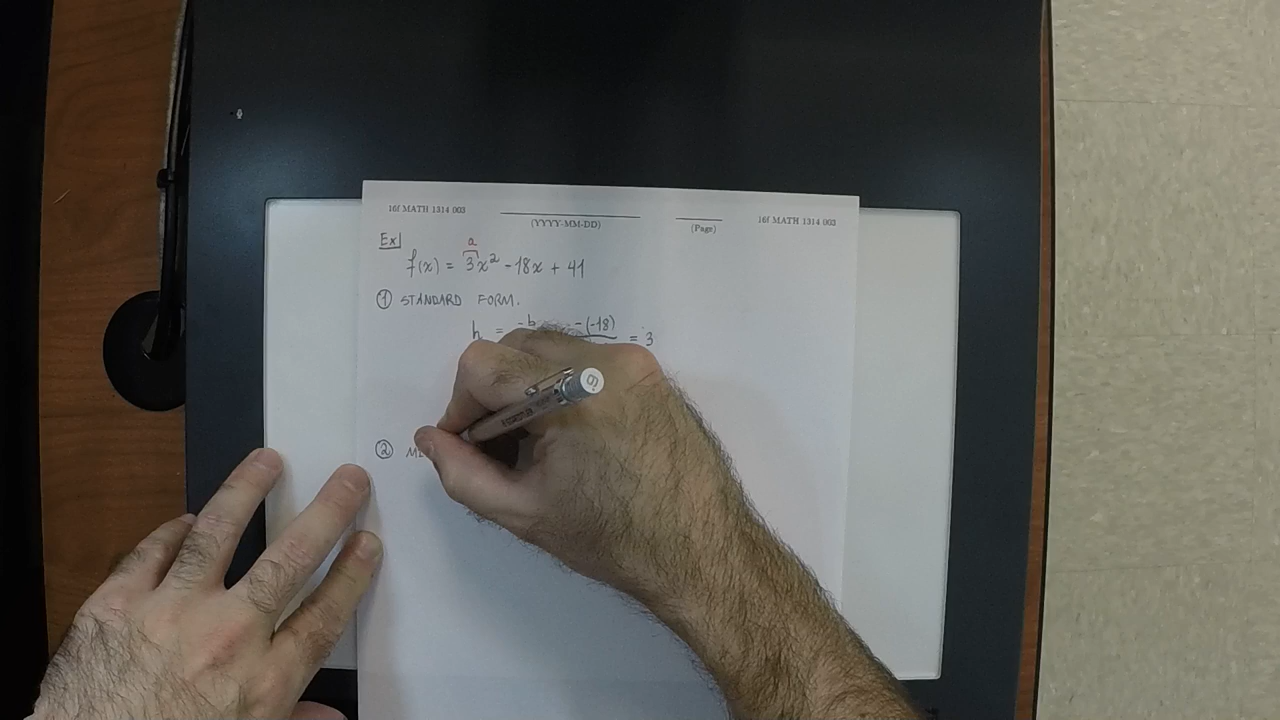 16f MATH 1314 003 (YYYY-MM-DD) (Page) 16f MATH 1314 003
Ex|
a
f(x) = 3x² - 18x + 41
① STANDARD FORM.
h = -b -(-18) = 3
②